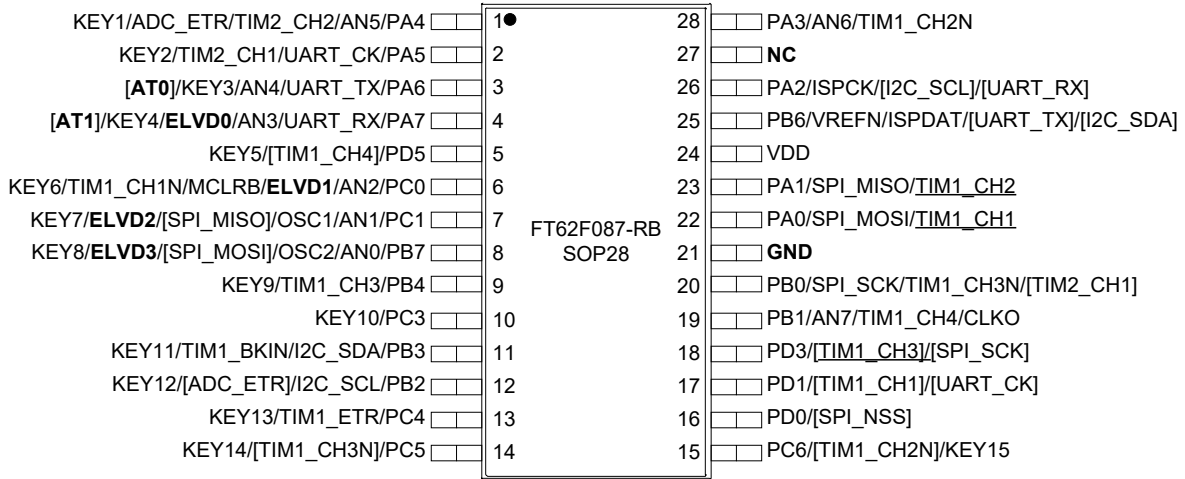 KEY1/ADC_ETR/TIM2_CH2/AN5/PA4 1 28 PA3/AN6/TIM1_CH2N
KEY2/TIM2_CH1/UART_CK/PA5 2 27 NC
[AT0]/KEY3/AN4/UART_TX/PA6 3 26 PA2/ISPCK/[I2C_SCL]/[UART_RX]
[AT1]/KEY4/ELVD0/AN3/UART_RX/PA7 4 25 PB6/VREFN/ISPDAT/[UART_TX]/[I2C_SDA]
KEY5/[TIM1_CH4]/PD5 5 24 VDD
KEY6/TIM1_CH1N/MCLRB/ELVD1/AN2/PC0 6 23 PA1/SPI_MISO/TIM1_CH2
KEY7/ELVD2/[SPI_MISO]/OSC1/AN1/PC1 7 22 PA0/SPI_MOSI/TIM1_CH1
FT62F087-RB
KEY8/ELVD3/[SPI_MOSI]/OSC2/AN0/PB7 8 SOP28 21 GND
KEY9/TIM1_CH3/PB4 9 20 PB0/SPI_SCK/TIM1_CH3N/[TIM2_CH1]
KEY10/PC3 10 19 PB1/AN7/TIM1_CH4/CLKO
KEY11/TIM1_BKIN/I2C_SDA/PB3 11 18 PD3/[TIM1_CH3]/[SPI_SCK]
KEY12/[ADC_ETR]/I2C_SCL/PB2 12 17 PD1/[TIM1_CH1]/[UART_CK]
KEY13/TIM1_ETR/PC4 13 16 PD0/[SPI_NSS]
KEY14/[TIM1_CH3N]/PC5 14 15 PC6/[TIM1_CH2N]/KEY15